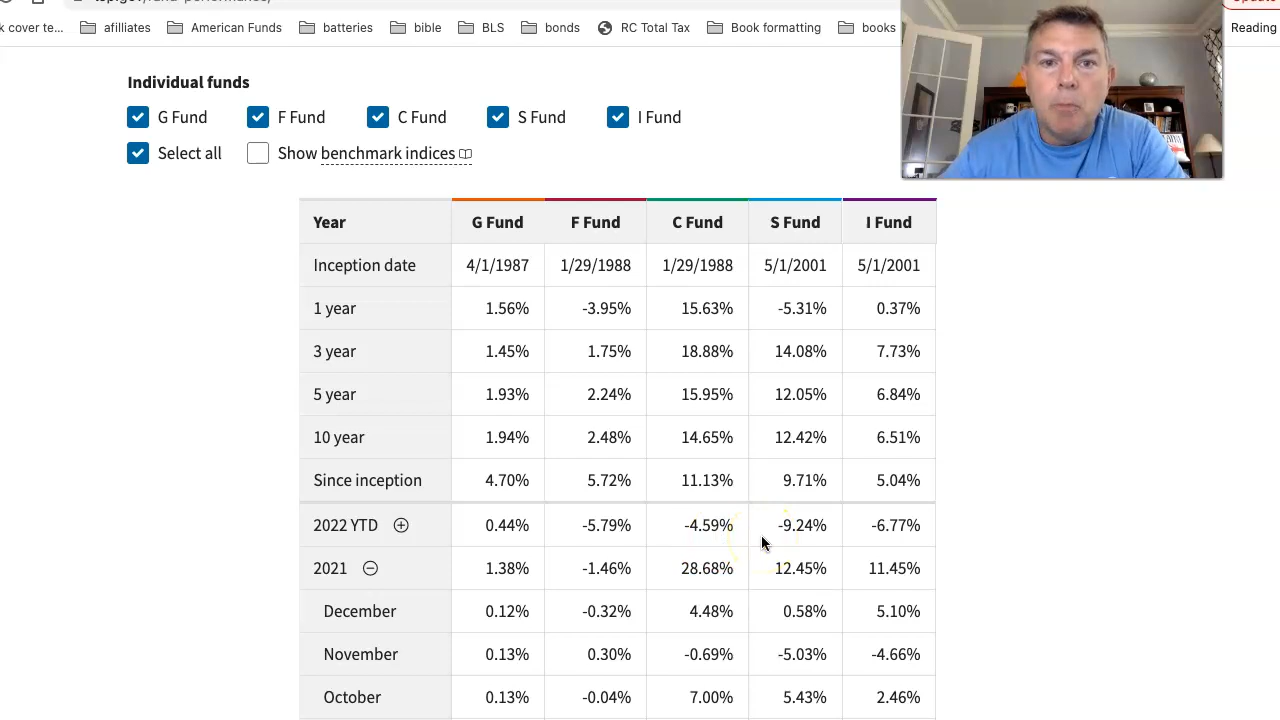 k cover te... afiliates American Funds batteries bible BLS bonds RC Total Tax Book formatting books Reading
Individual funds
G Fund F Fund C Fund S Fund I Fund
Select all Show benchmark indices
Year G Fund F Fund C Fund S Fund I Fund
Inception date 4/1/1987 1/29/1988 1/29/1988 5/1/2001 5/1/2001
1 year 1.56% -3.95% 15.63% -5.31% 0.37%
3 year 1.45% 1.75% 18.88% 14.08% 7.73%
5 year 1.93% 2.24% 15.95% 12.05% 6.84%
10 year 1.94% 2.48% 14.65% 12.42% 6.51%
Since inception 4.70% 5.72% 11.13% 9.71% 5.04%
2022 YTD 0.44% -5.79% -4.59% -9.24% -6.77%
2021 1.38% -1.46% 28.68% 12.45% 11.45%
December 0.12% -0.32% 4.48% 0.58% 5.10%
November 0.13% 0.30% -0.69% -5.03% -4.66%
October 0.13% -0.04% 7.00% 5.43% 2.46%